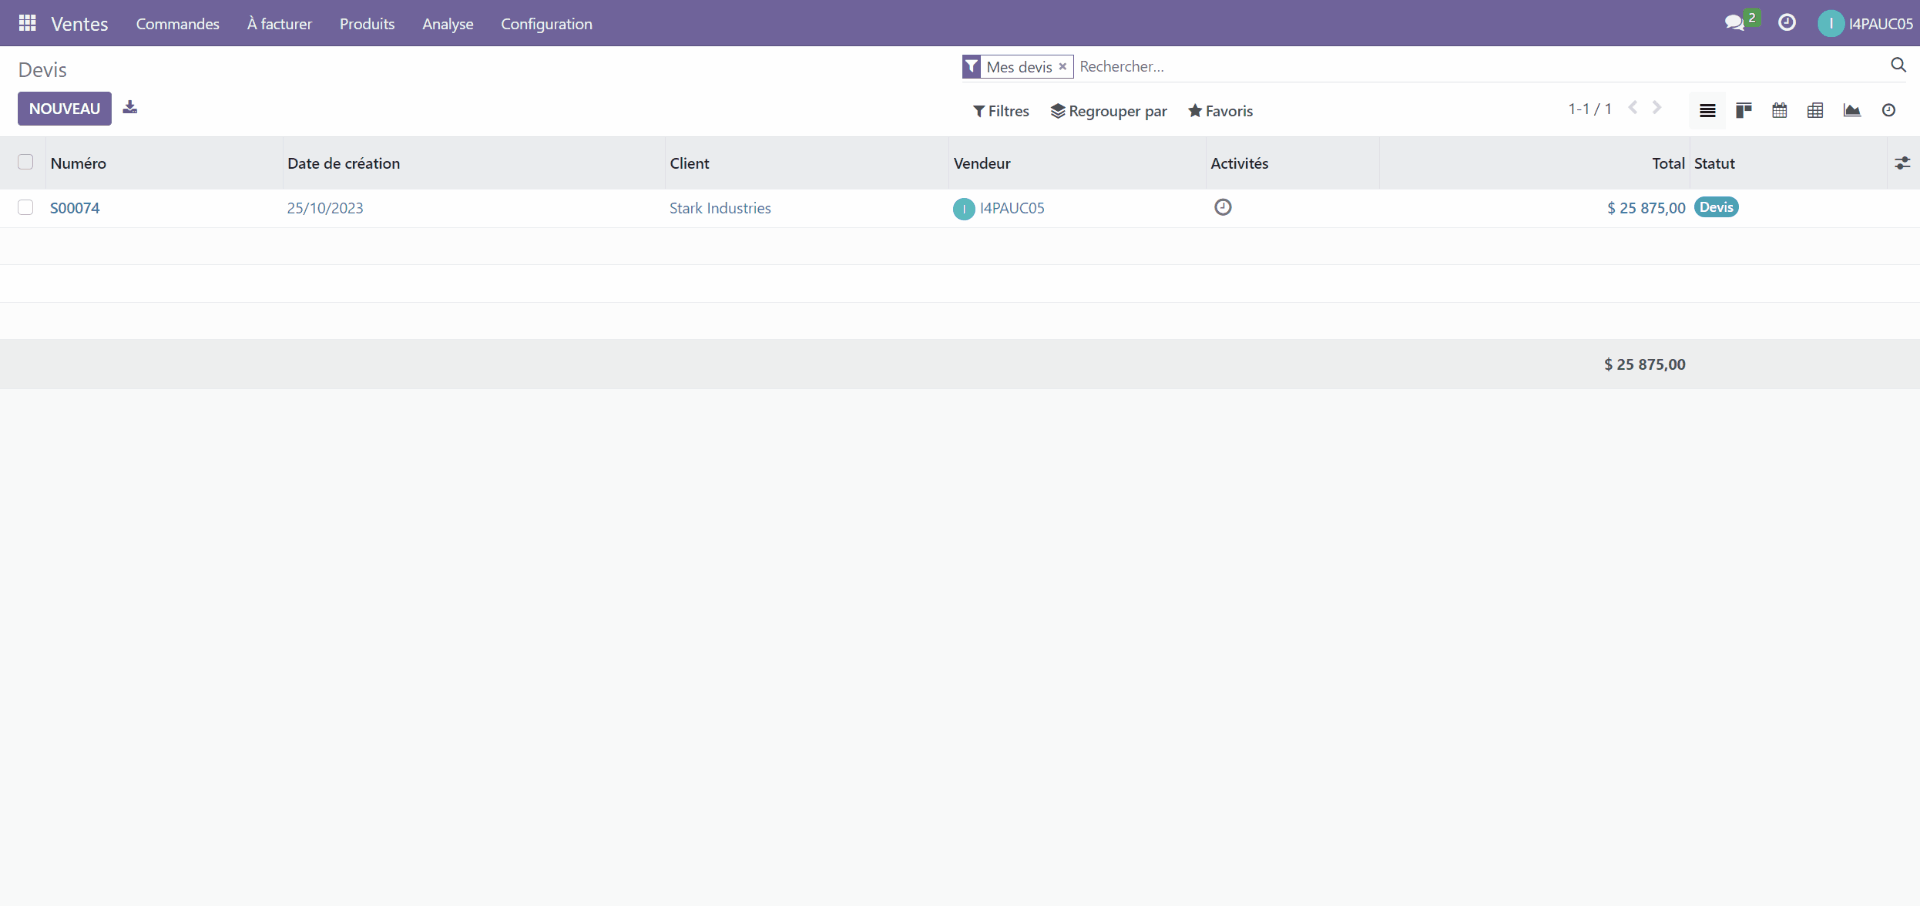 Ventes Commandes À facturer Produits Analyse Configuration 2 I I4PAUC05
Devis Mes devis × Rechercher...
NOUVEAU Filtres Regrouper par Favoris 1-1 / 1
Numéro Date de création Client Vendeur Activités Total Statut
S00074 25/10/2023 Stark Industries I I4PAUC05 $ 25 875,00 Devis
$ 25 875,00